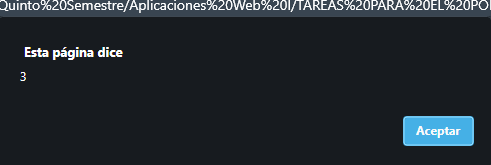 Quinto%20Semestre/Aplicaciones%20Web%20I/TAREAS%20PARA%20EL%20PO
Esta página dice
3
Aceptar